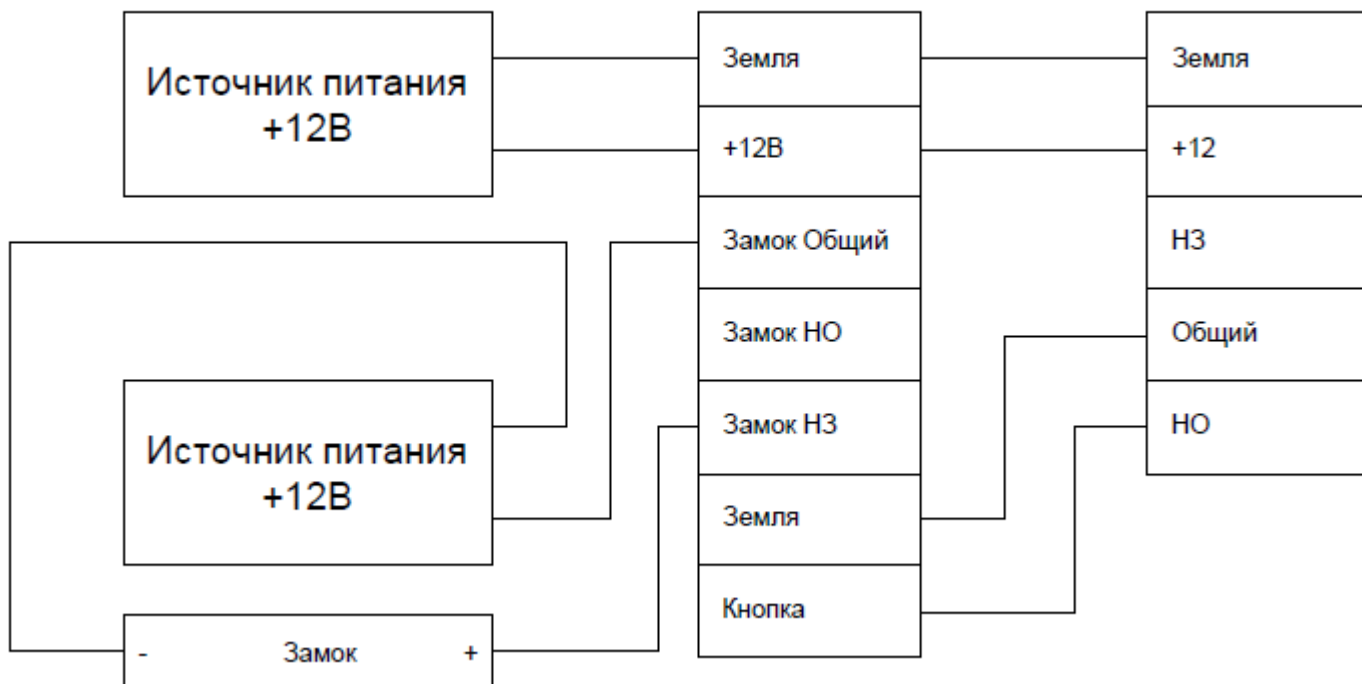 Источник питания
+12В
Источник питания
+12В
- Замок +
Земля
+12В
Замок Общий
Замок НО
Замок НЗ
Земля
Кнопка
Земля
+12
НЗ
Общий
НО